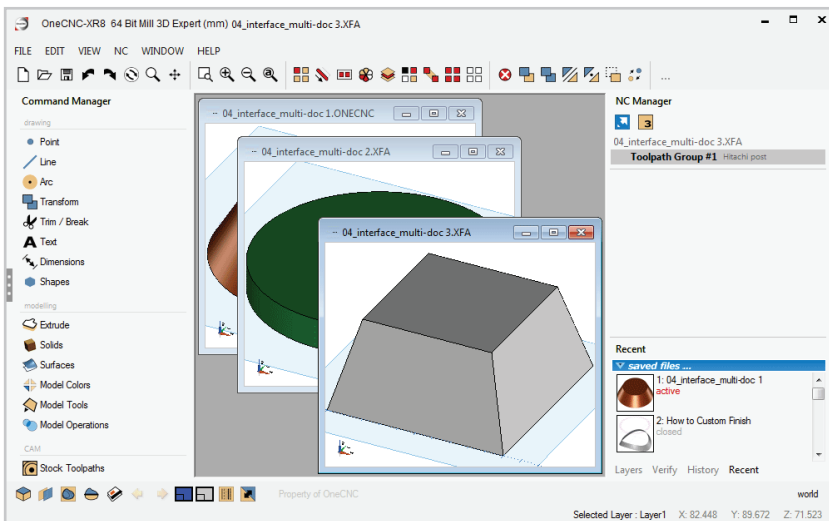 OneCNC-XR8 64 Bit Mill 3D Expert (mm) 04_interface_multi-doc 3.XFA
FILE EDIT VIEW NC WINDOW HELP
Command Manager
drawing
Point
Line
Arc
Transform
Trim / Break
Text
Dimensions
Shapes
modelling
Extrude
Solids
Surfaces
Model Colors
Model Tools
Model Operations
CAM
Stock Toolpaths
04_interface_multi-doc 1.ONECNC
04_interface_multi-doc 2.XFA
04_interface_multi-doc 3.XFA
NC Manager
3
04_interface_multi-doc 3.XFA
Toolpath Group #1 Hitachi post
Recent
saved files ...
1: 04_interface_multi-doc 1
active
2: How to Custom Finish
closed
Layers Verify History Recent
Property of OneCNC
world
Selected Layer : Layer1 X: 82.448 Y: 89.672 Z: 71.523